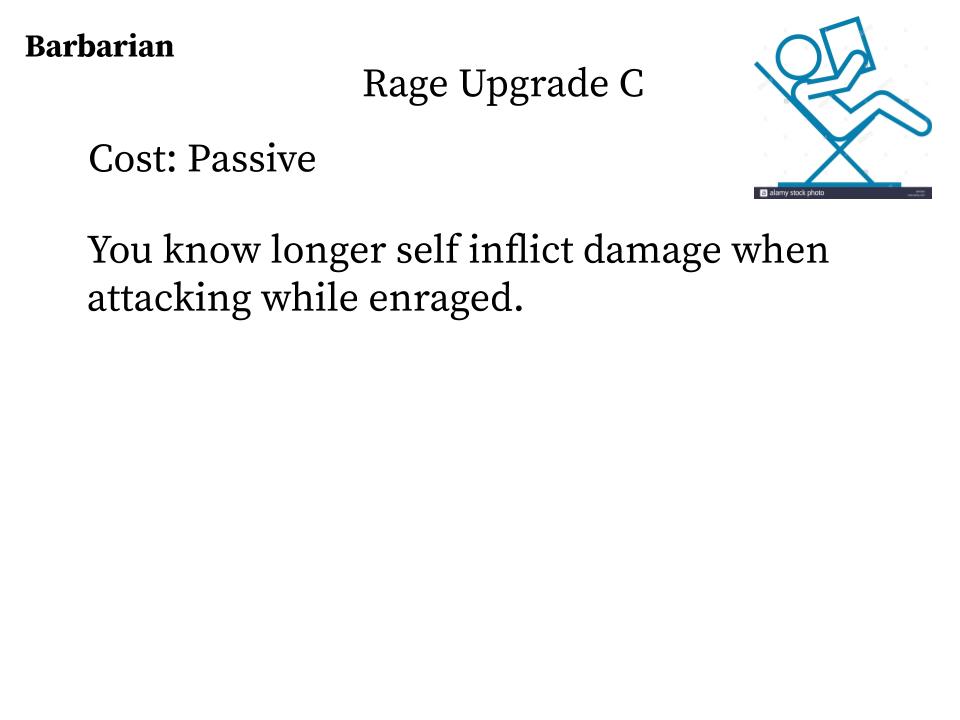 Barbarian
Rage Upgrade C
Cost: Passive
alamy stock photo
You know longer self inflict damage when
attacking while enraged.